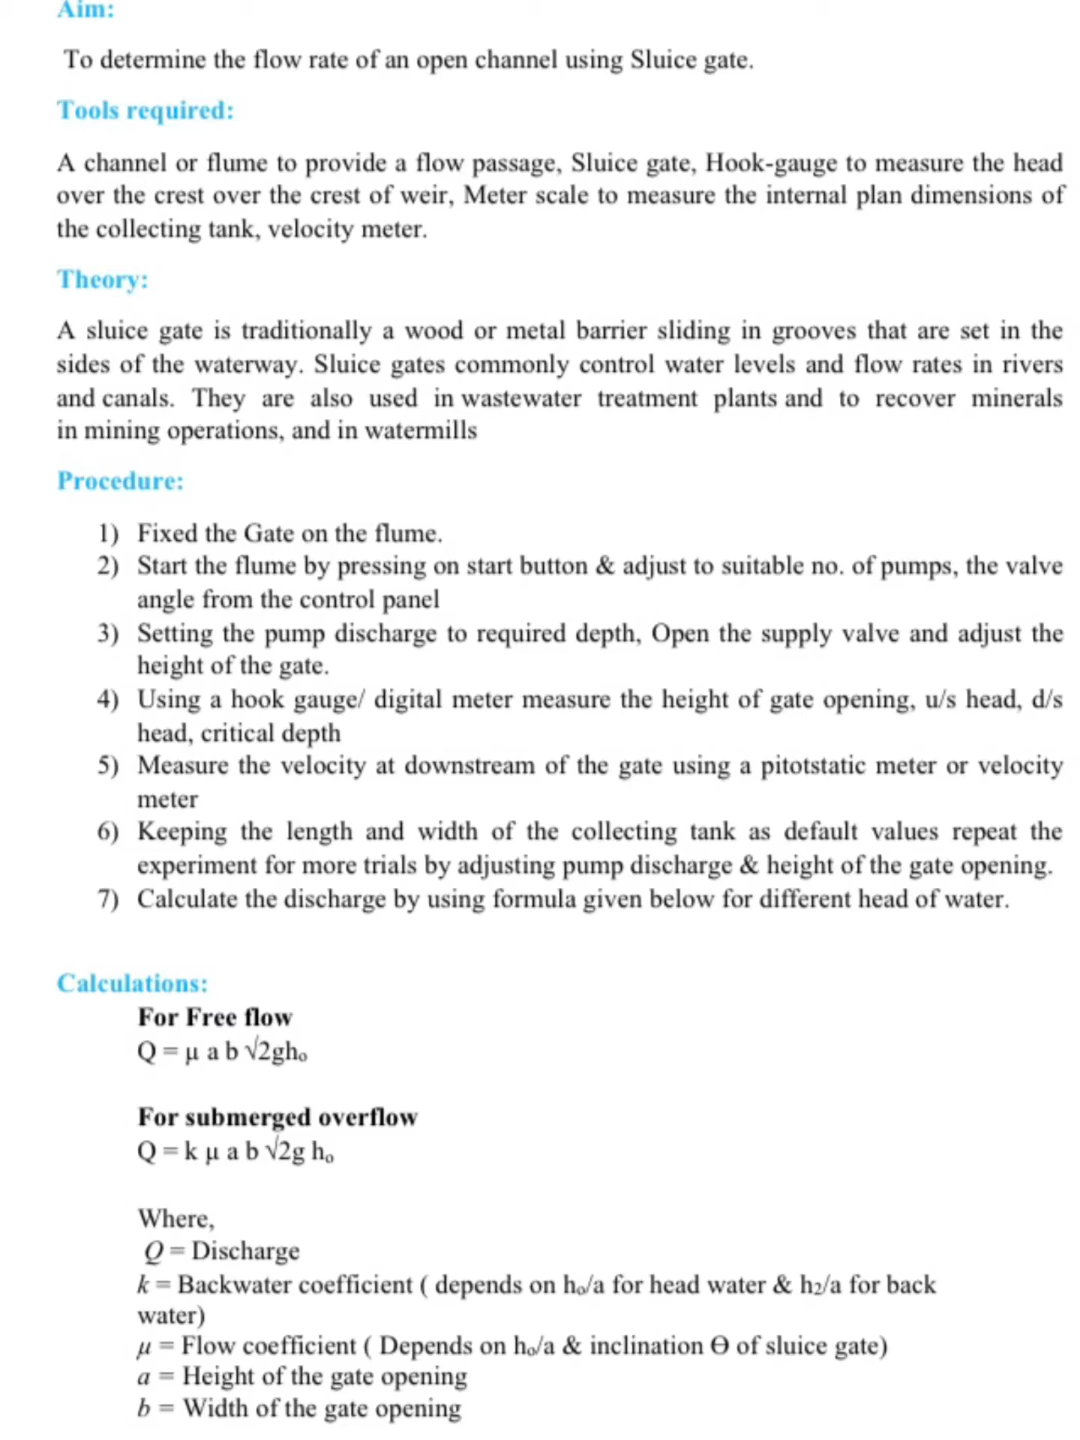 Aim:
To determine the flow rate of an open channel using Sluice gate.
Tools required:
A channel or flume to provide a flow passage, Sluice gate, Hook-gauge to measure the head
over the crest over the crest of weir, Meter scale to measure the internal plan dimensions of
the collecting tank, velocity meter.
Theory:
A sluice gate is traditionally a wood or metal barrier sliding in grooves that are set in the
sides of the waterway. Sluice gates commonly control water levels and flow rates in rivers
and canals. They are also used in wastewater treatment plants and to recover minerals
in mining operations, and in watermills
Procedure:
1) Fixed the Gate on the flume.
2) Start the flume by pressing on start button & adjust to suitable no. of pumps, the valve
angle from the control panel
3) Setting the pump discharge to required depth, Open the supply valve and adjust the
height of the gate.
4) Using a hook gauge/ digital meter measure the height of gate opening, u/s head, d/s
head, critical depth
5) Measure the velocity at downstream of the gate using a pitotstatic meter or velocity
meter
6) Keeping the length and width of the collecting tank as default values repeat the
experiment for more trials by adjusting pump discharge & height of the gate opening.
7) Calculate the discharge by using formula given below for different head of water.
Calculations:
For Free flow
Q = μ a b √2gh₀
For submerged overflow
Q = k μ a b √2g h₀
Where,
Q = Discharge
k = Backwater coefficient ( depends on h₀/a for head water & h₂/a for back
water)
μ = Flow coefficient ( Depends on h₀/a & inclination Θ of sluice gate)
a = Height of the gate opening
b = Width of the gate opening